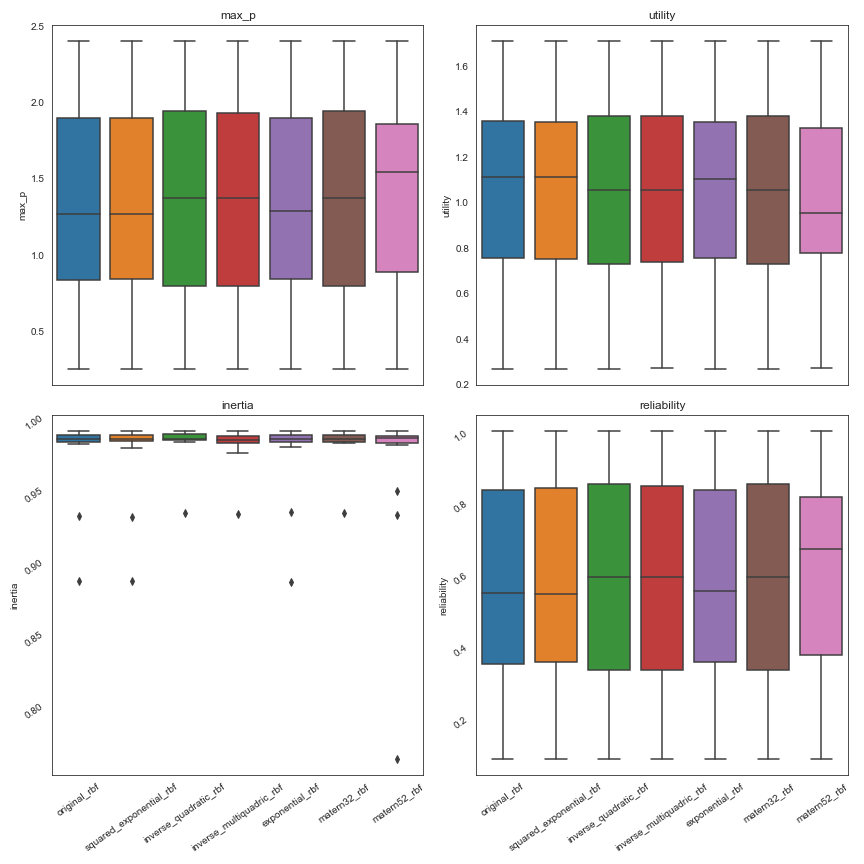 max_p
2.5
2.0
1.5
1.0
0.5
max_p
utility
1.6
1.4
1.2
1.0
0.8
0.6
0.4
0.2
utility
inertia
1.00
0.95
0.90
0.85
0.80
inertia
original_rbf
squared_exponential_rbf
inverse_quadratic_rbf
inverse_multiquadric_rbf
exponential_rbf
matern32_rbf
matern52_rbf
reliability
1.0
0.8
0.6
0.4
0.2
reliability
original_rbf
squared_exponential_rbf
inverse_quadratic_rbf
inverse_multiquadric_rbf
exponential_rbf
matern32_rbf
matern52_rbf